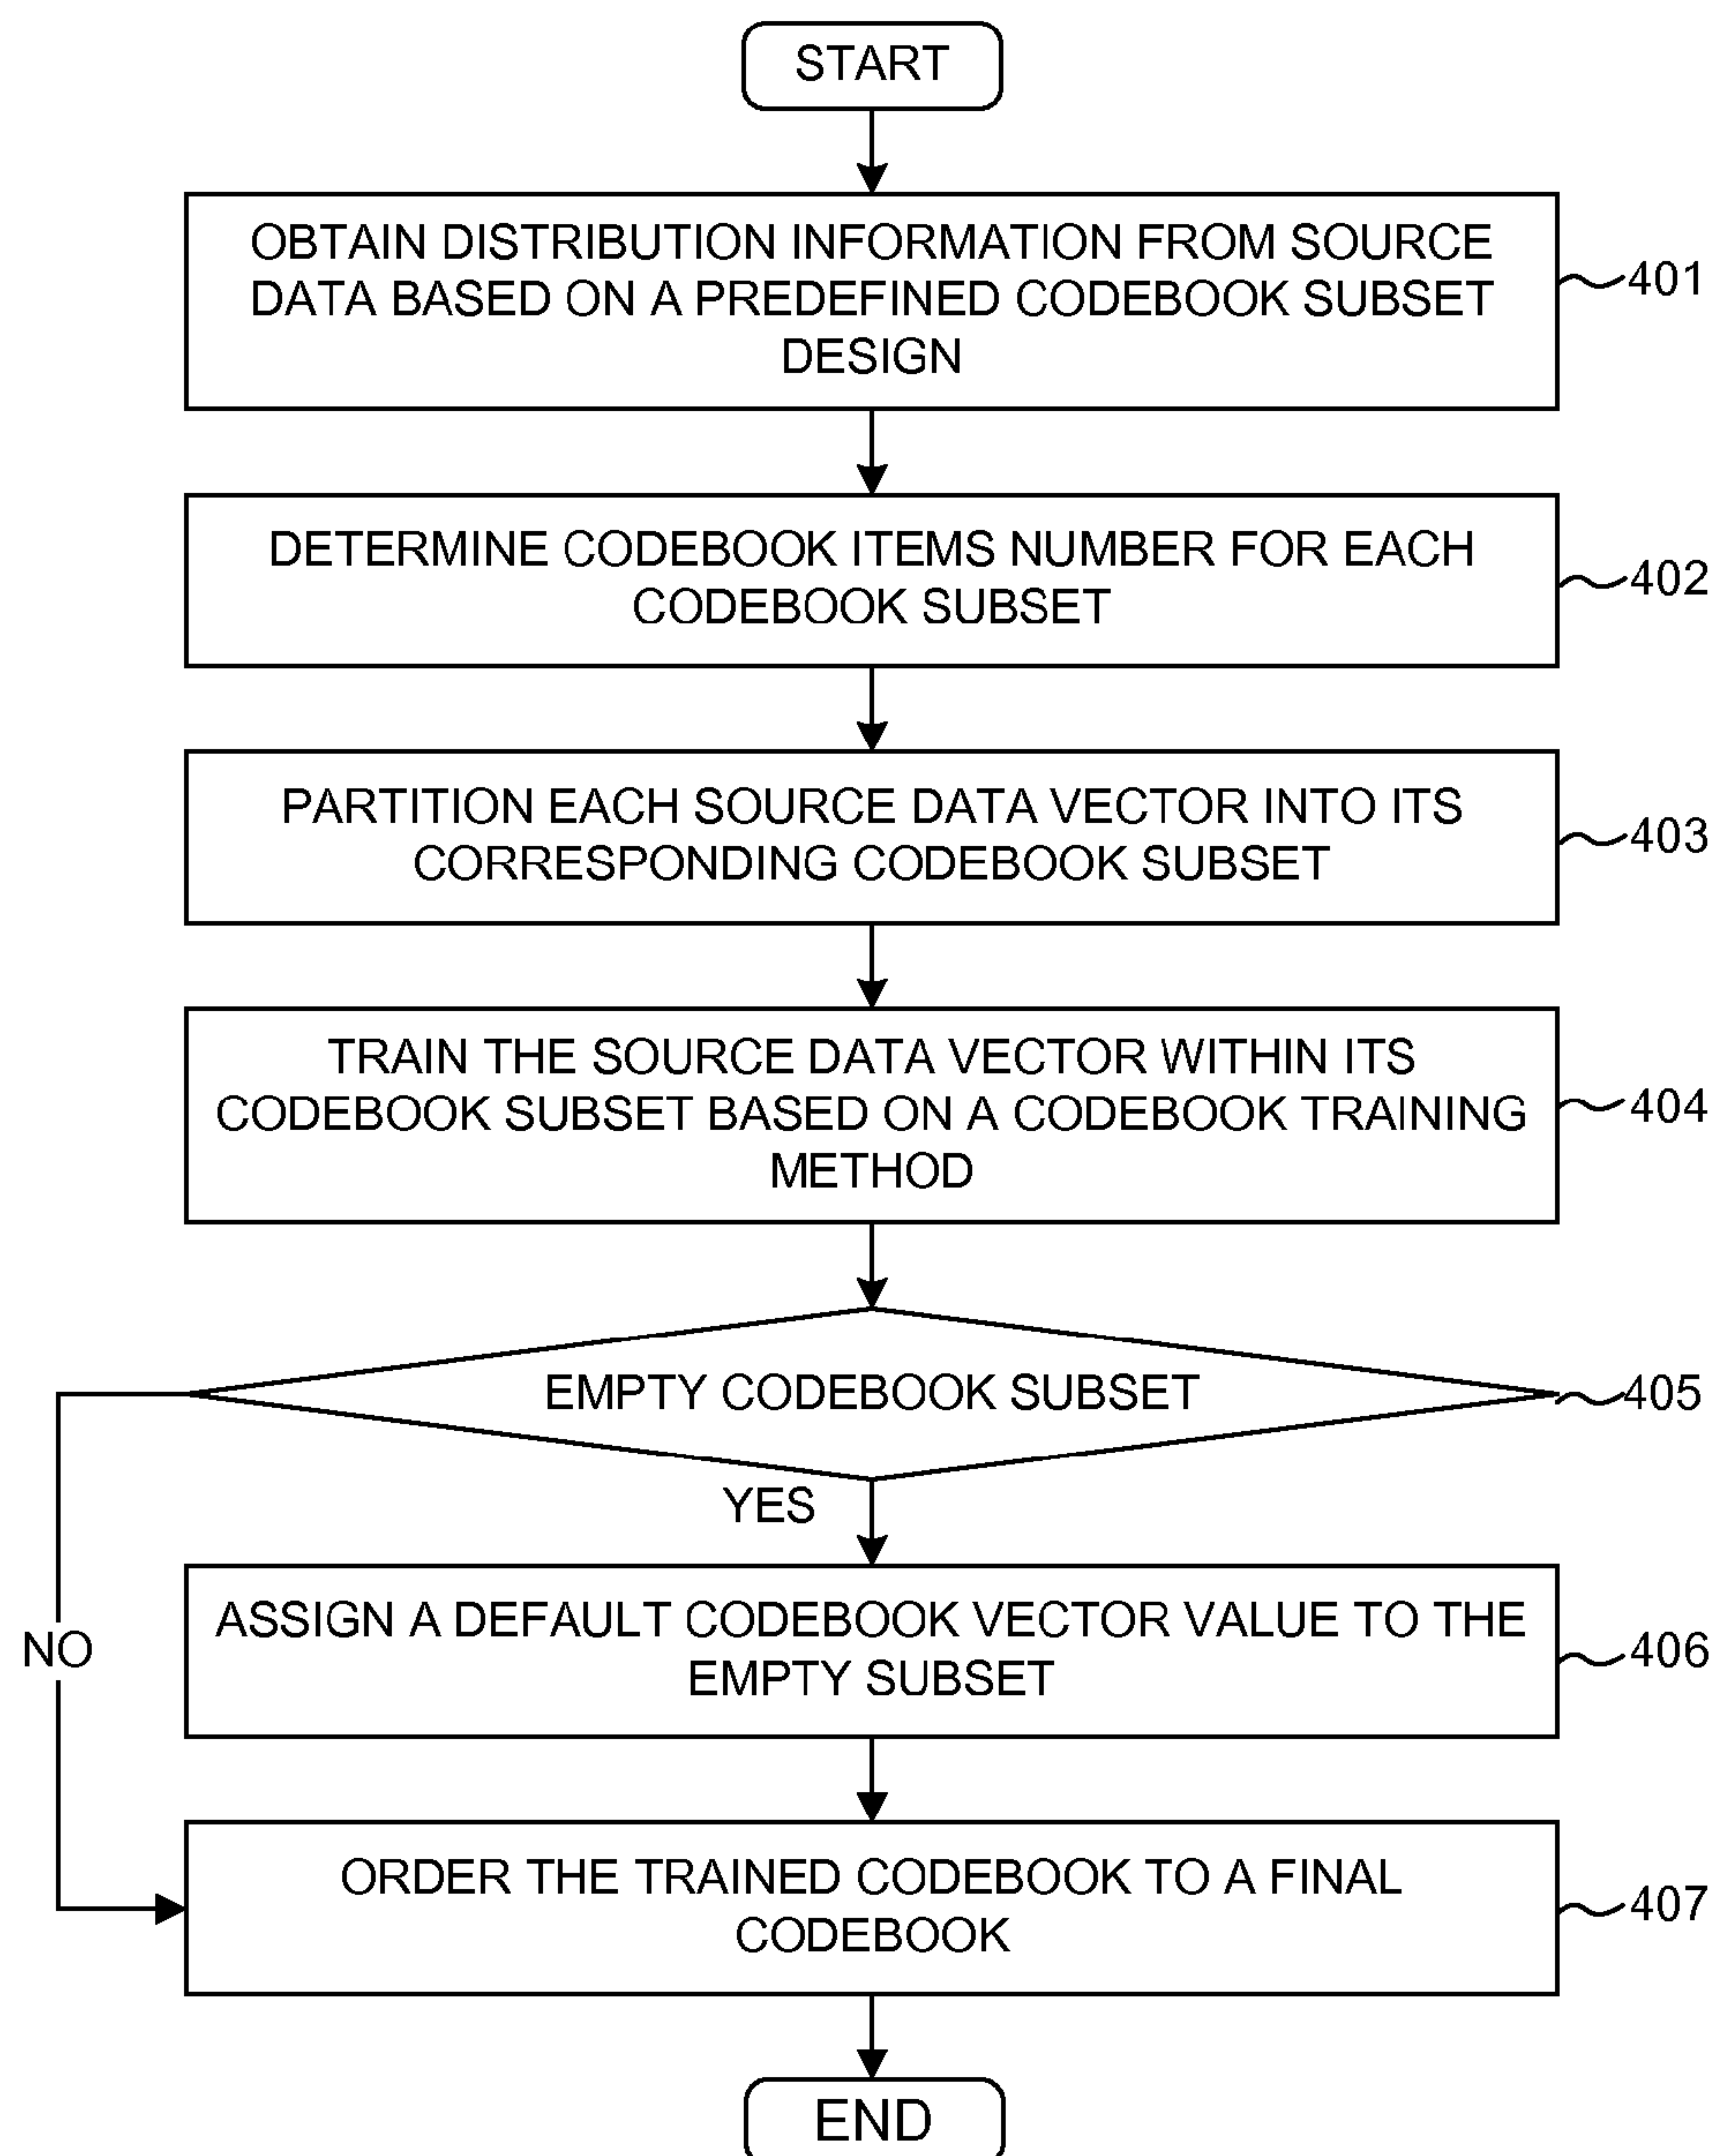 START
OBTAIN DISTRIBUTION INFORMATION FROM SOURCE
DATA BASED ON A PREDEFINED CODEBOOK SUBSET
DESIGN
401
DETERMINE CODEBOOK ITEMS NUMBER FOR EACH
CODEBOOK SUBSET
402
PARTITION EACH SOURCE DATA VECTOR INTO ITS
CORRESPONDING CODEBOOK SUBSET
403
TRAIN THE SOURCE DATA VECTOR WITHIN ITS
CODEBOOK SUBSET BASED ON A CODEBOOK TRAINING
METHOD
404
EMPTY CODEBOOK SUBSET
405
YES
NO
ASSIGN A DEFAULT CODEBOOK VECTOR VALUE TO THE
EMPTY SUBSET
406
ORDER THE TRAINED CODEBOOK TO A FINAL
CODEBOOK
407
END